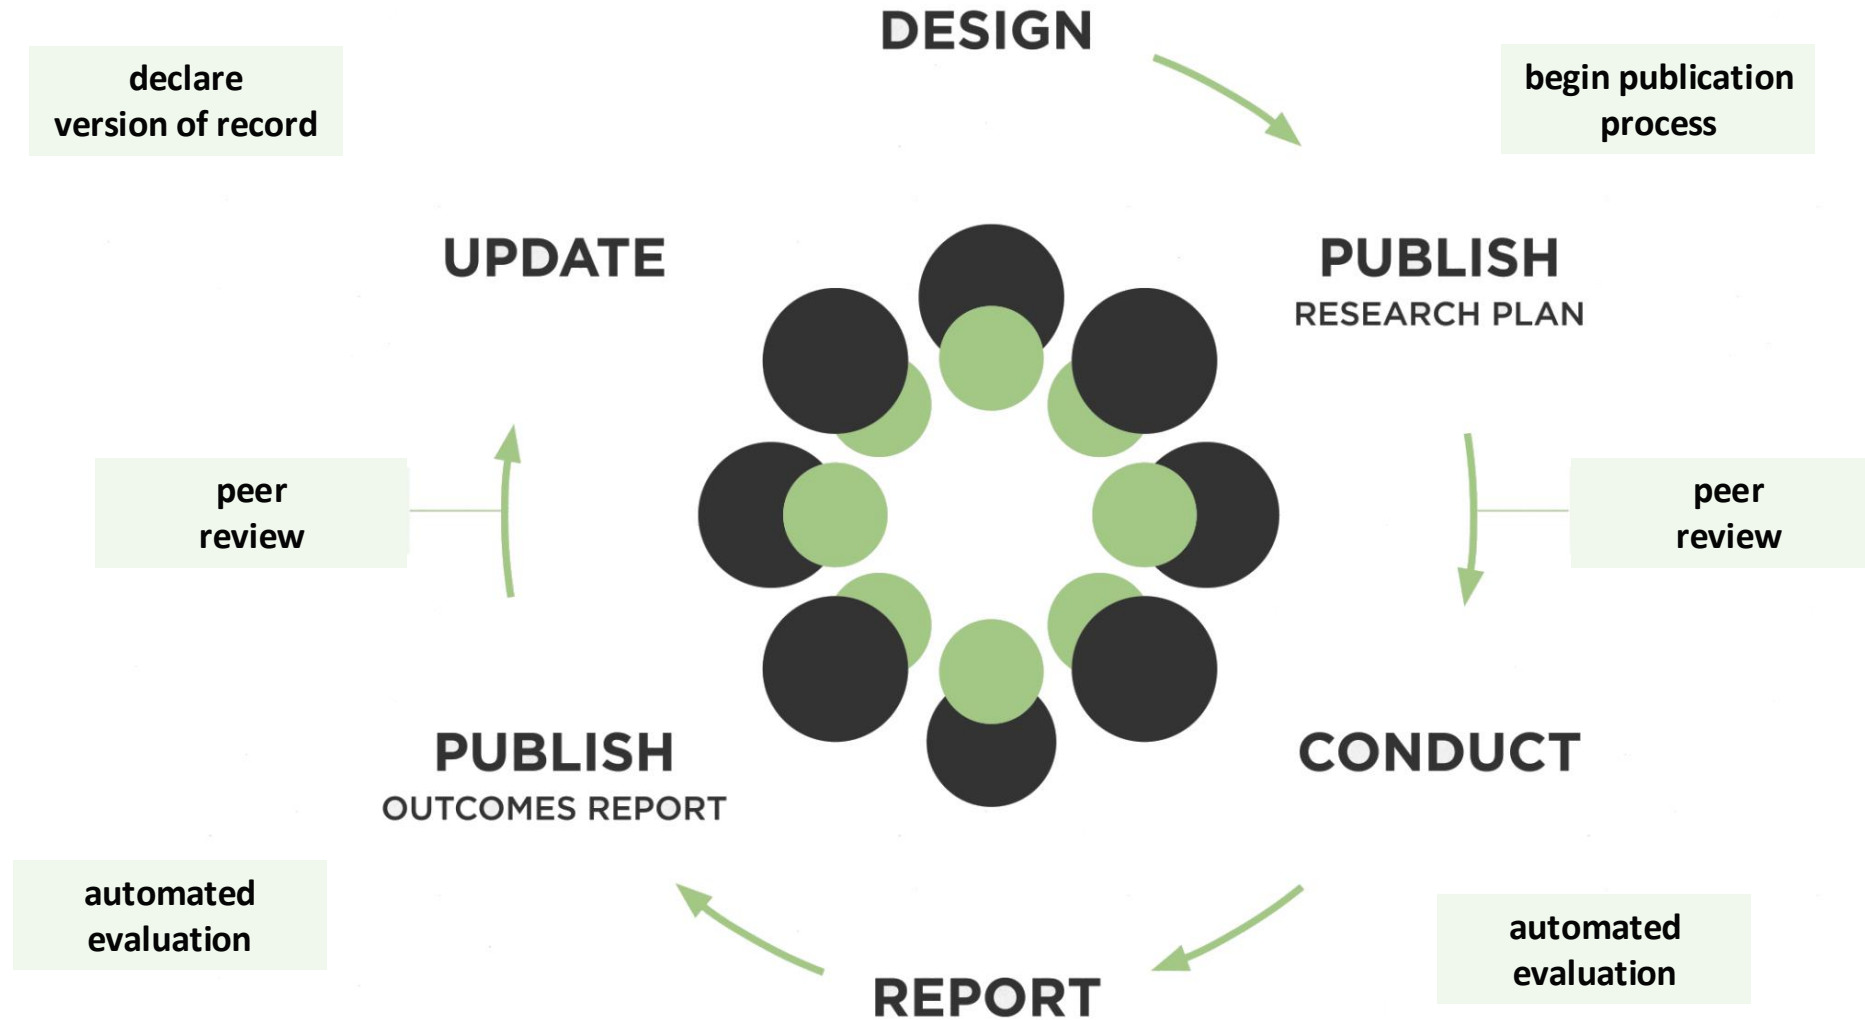 DESIGN
declare
version of record
begin publication
process
UPDATE
PUBLISH
RESEARCH PLAN
peer
review
peer
review
PUBLISH
OUTCOMES REPORT
CONDUCT
automated
evaluation
automated
evaluation
REPORT